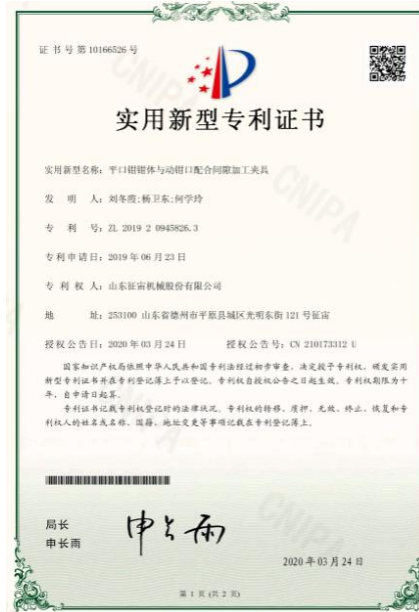 证书号第10166526号
CNIPA
实用新型专利证书
实用新型名称：平口钳钳体与动钳口配合间隙加工夹具
发明人：刘冬霞;杨卫东;何学玲
专利号：ZL 2019 2 0945826.3
专利申请日：2019年06月23日
专利权人：山东征宙机械股份有限公司
地址：253100 山东省德州市平原县城区光明东街121号征宙
授权公告日：2020年03月24日 授权公告号：CN 210173312 U
国家知识产权局依照中华人民共和国专利法经过初步审查，决定授予专利权，颁发实用
新型专利证书并在专利登记簿上予以登记。专利权自授权公告之日起生效。专利权期限为十
年，自申请日起算。
专利证书记载专利权登记时的法律状况。专利权的转移、质押、无效、终止、恢复和专
利权人的姓名或名称、国籍、地址变更等事项记载在专利登记簿上。
局长
申长雨
申长雨
2020年03月24日
第 1 页 (共 2 页)